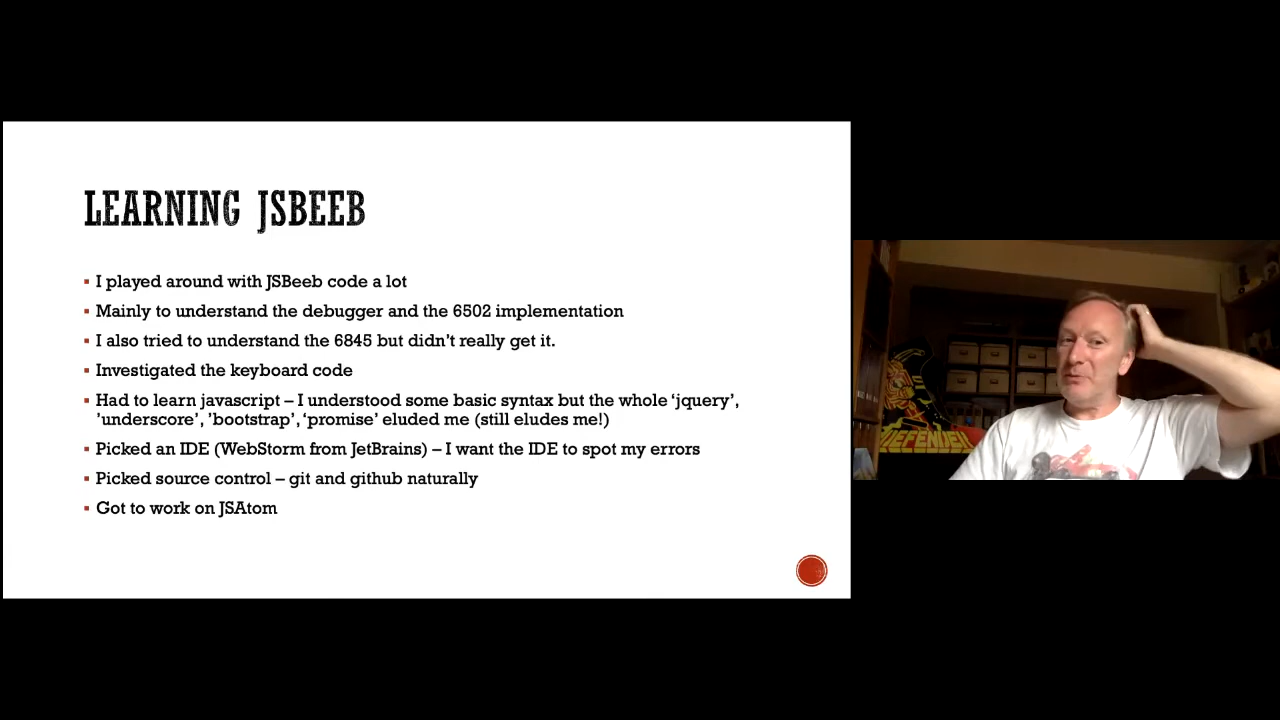 LEARNING JSBEEB
▪ I played around with JSBeeb code a lot
▪ Mainly to understand the debugger and the 6502 implementation
▪ I also tried to understand the 6845 but didn't really get it.
▪ Investigated the keyboard code
▪ Had to learn javascript – I understood some basic syntax but the whole ‘jquery’,
’underscore’, ’bootstrap’,‘promise’ eluded me (still eludes me!)
▪ Picked an IDE (WebStorm from JetBrains) – I want the IDE to spot my errors
▪ Picked source control – git and github naturally
▪ Got to work on JSAtom
DEFENDER